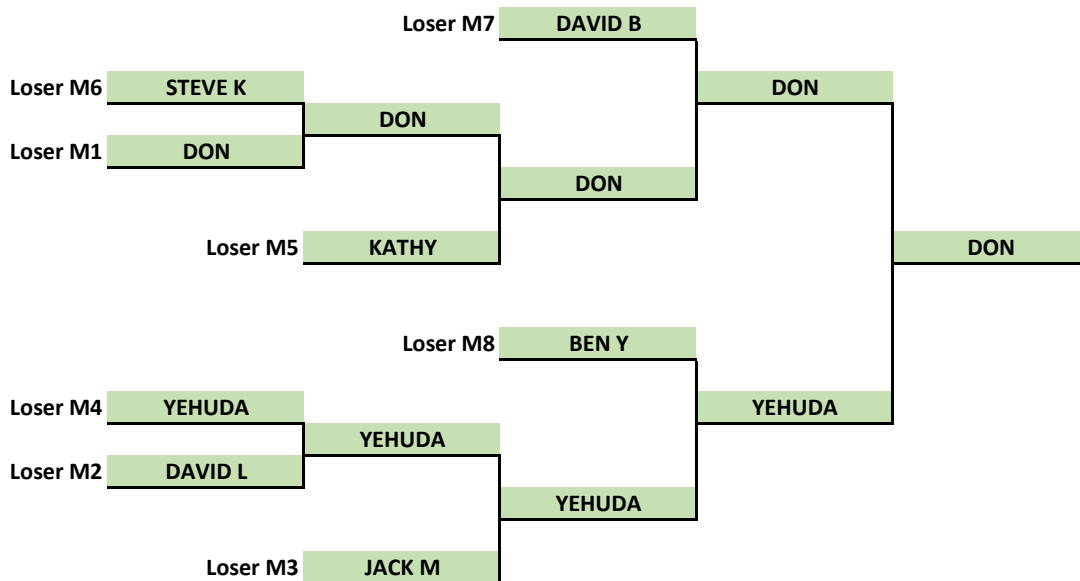 Loser M7 DAVID B
Loser M6 STEVE K DON
DON
Loser M1 DON
DON
Loser M5 KATHY DON
Loser M8 BEN Y
Loser M4 YEHUDA YEHUDA
YEHUDA
Loser M2 DAVID L
YEHUDA
Loser M3 JACK M